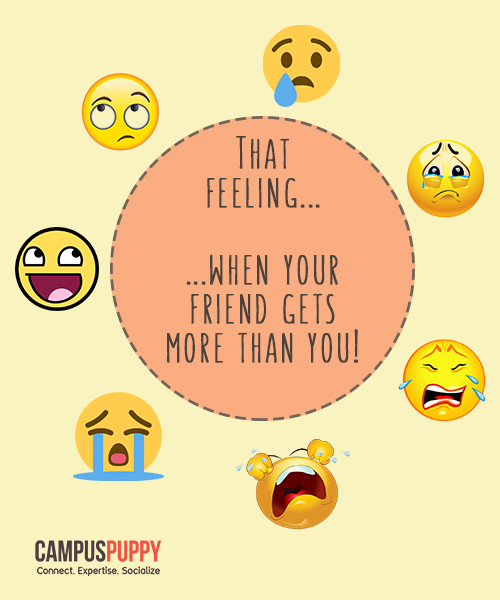 THAT
FEELING...
...WHEN YOUR
FRIEND GETS
MORE THAN YOU!
CAMPUSPUPPY
Connect. Expertise. Socialize